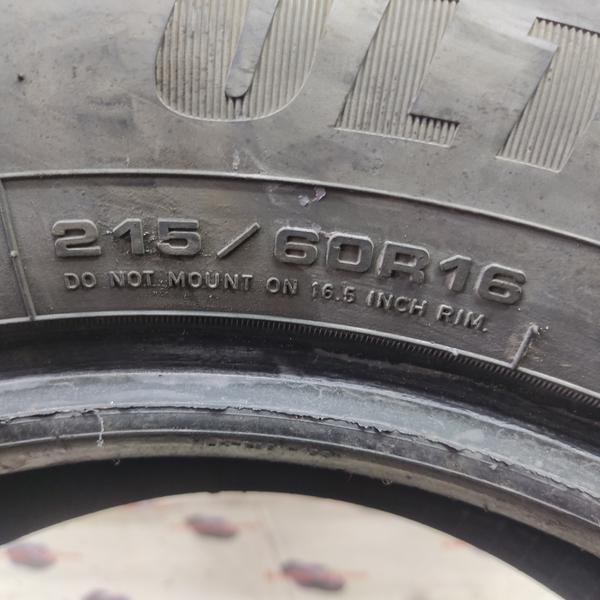 215/60R16
DO NOT MOUNT ON 16.5 INCH RIM.